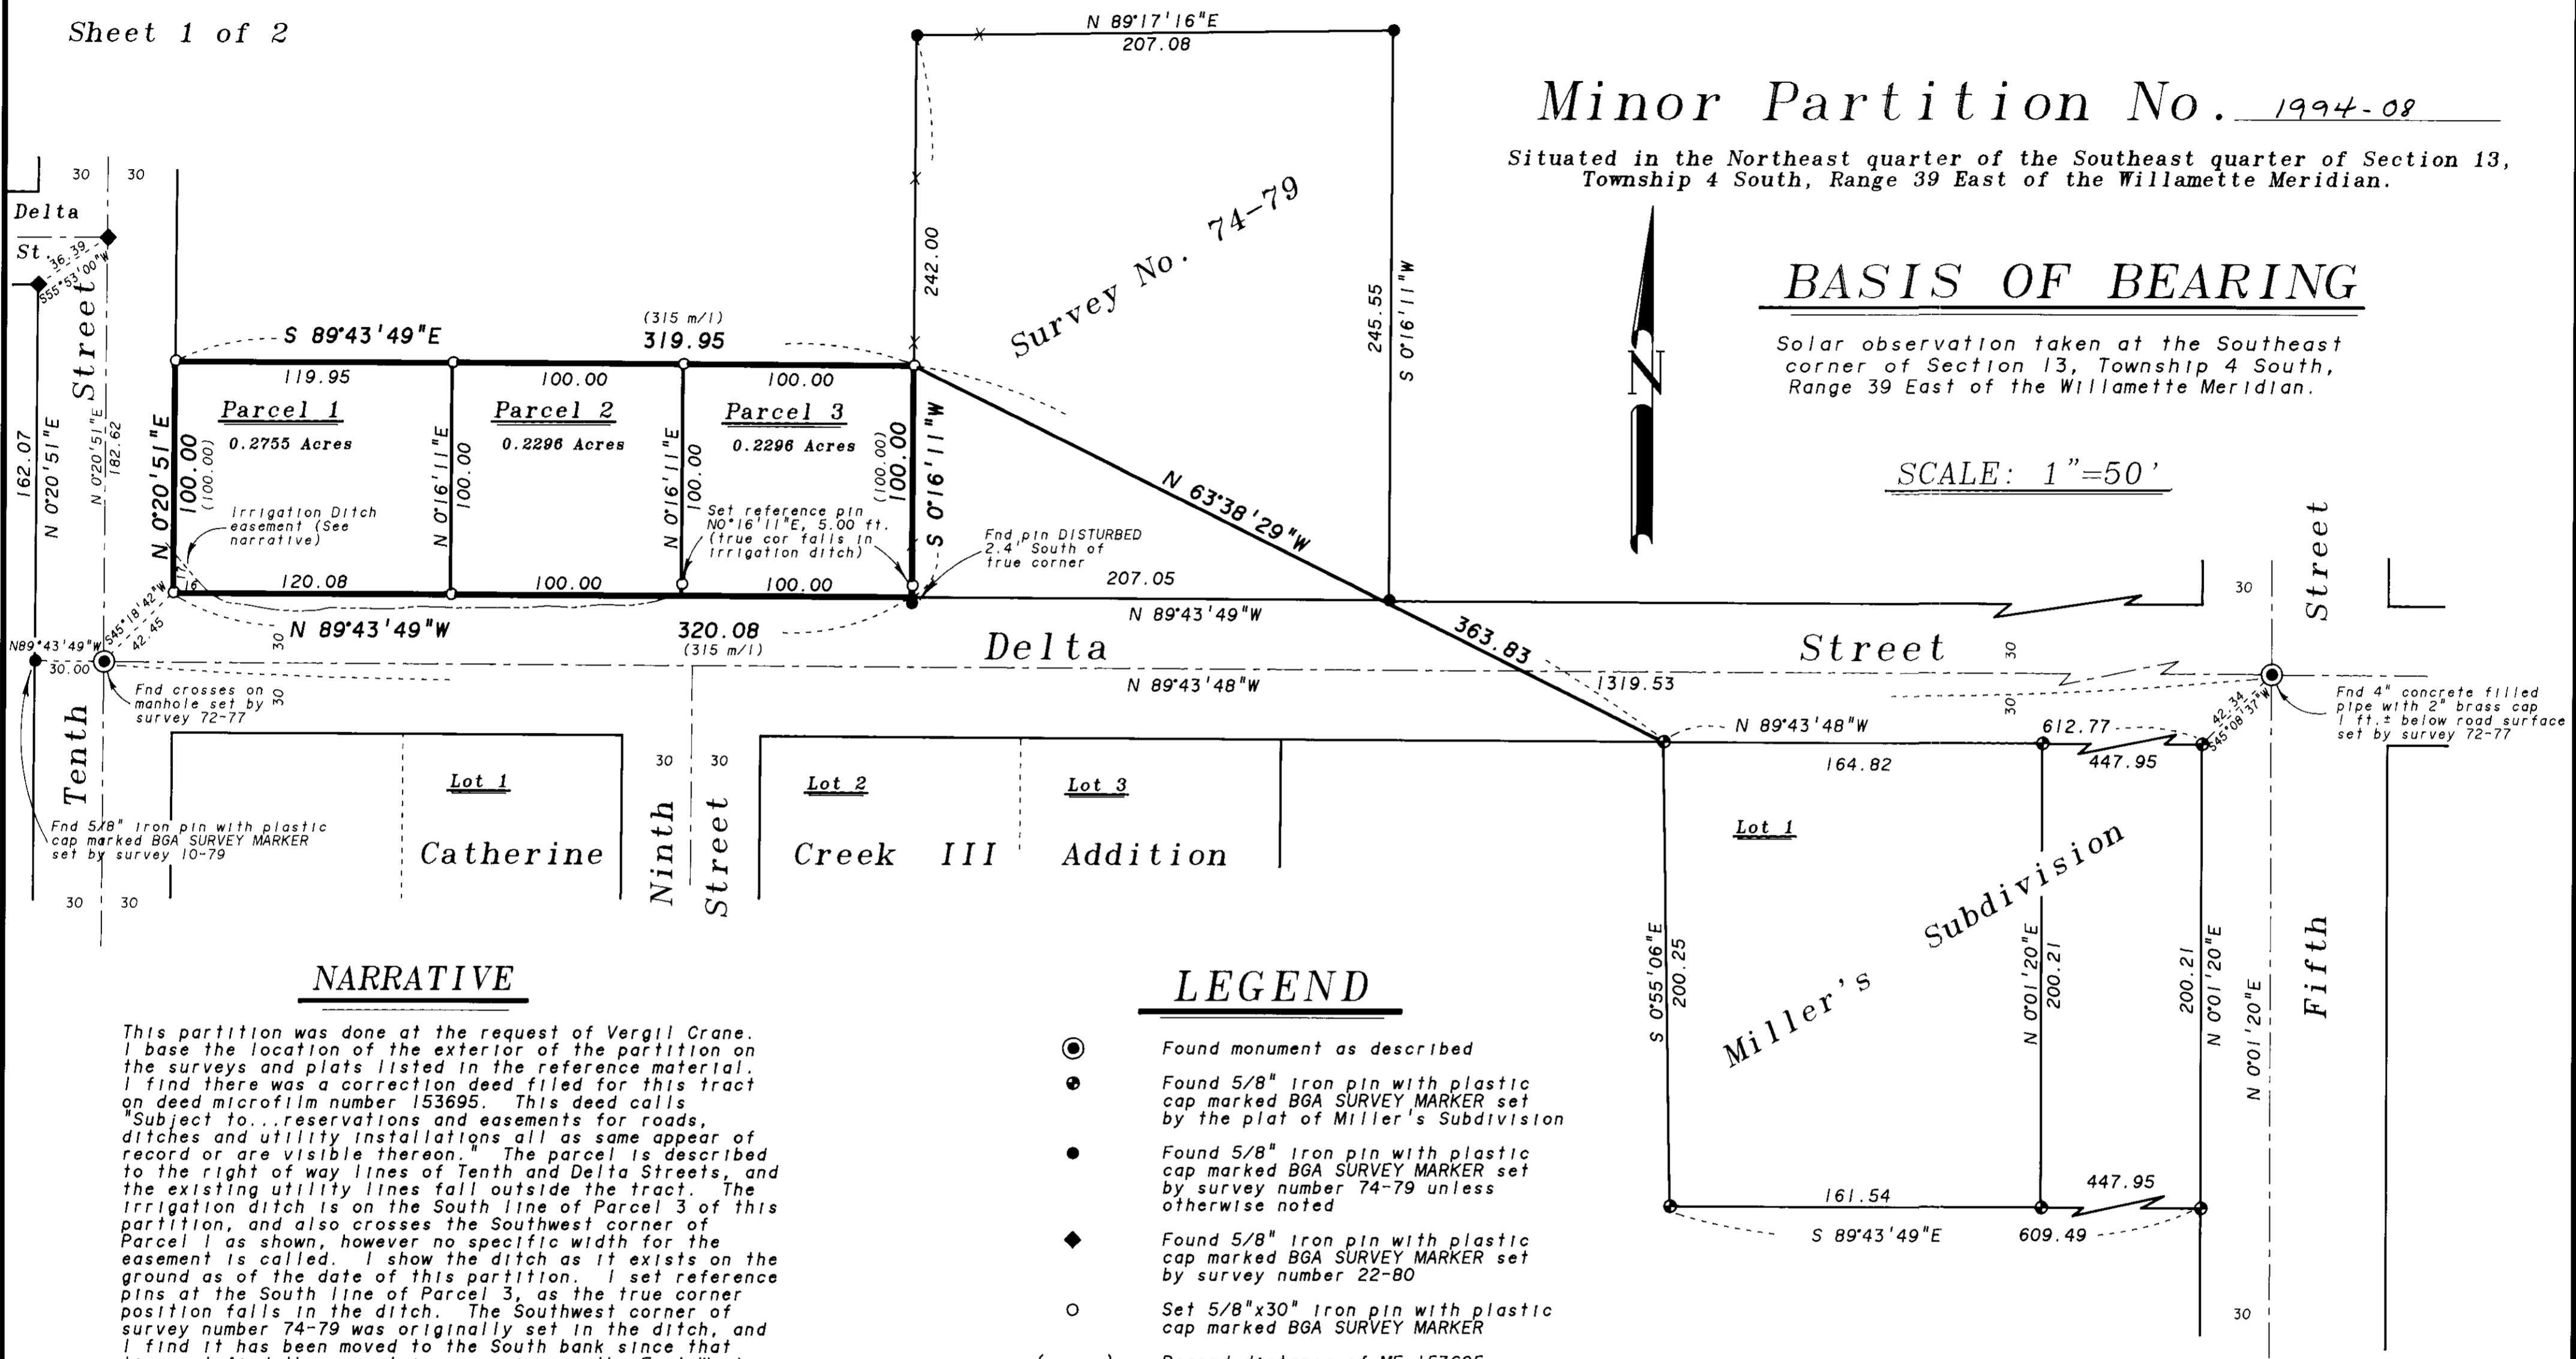 Sheet 1 of 2
N 89°17'16"E
207.08
Minor Partition No. 1994-08
Situated in the Northeast quarter of the Southeast quarter of Section 13,
Township 4 South, Range 39 East of the Willamette Meridian.
BASIS OF BEARING
Solar observation taken at the Southeast
corner of Section 13, Township 4 South,
Range 39 East of the Willamette Meridian.
SCALE: 1"=50'
N
Survey No. 74-79
242.00
245.55
S 0°16'11"W
30 30
Delta
St.
36.39
S55°53'00"W
Street
S 89°43'49"E
(315 m/l)
319.95
119.95
100.00
100.00
Parcel 1
0.2755 Acres
Parcel 2
0.2296 Acres
Parcel 3
0.2296 Acres
162.07
N 0°20'51"E
N 0°20'51"E
182.62
N 0°20'51"E
100.00
(100.00)
N 0°16'11"E
100.00
N 0°16'11"E
100.00
(100.00)
100.00
S 0°16'11"W
Irrigation Ditch
easement (See
narrative)
Set reference pin
N0°16'11"E, 5.00 ft.
(true cor falls in
irrigation ditch)
Fnd pin DISTURBED
2.4' South of
true corner
N 63°38'29"W
363.83
16
120.08
100.00
100.00
207.05
N 89°43'49"W
N 89°43'49"W
320.08
(315 m/l)
S45°18'42"W
42.45
N89°43'49"W
30.00
30
30
Fnd crosses on
manhole set by
survey 72-77
Delta Street
N 89°43'48"W
1319.53
30
30
30
Street
Fnd 4" concrete filled
pipe with 2" brass cap
1 ft.± below road surface
set by survey 72-77
42.34
S45°08'37"W
N 89°43'48"W
612.77
164.82
447.95
Tenth
Fnd 5/8" iron pin with plastic
cap marked BGA SURVEY MARKER
set by survey 10-79
30 30
Lot 1
Catherine
30 30
Ninth
Street
Lot 2
Creek III
Lot 3
Addition
Lot 1
Miller's Subdivision
S 0°55'06"E
200.25
N 0°01'20"E
200.21
200.21
N 0°01'20"E
N 0°01'20"E
Fifth
161.54
447.95
S 89°43'49"E
609.49
30
NARRATIVE
This partition was done at the request of Vergil Crane.
I base the location of the exterior of the partition on
the surveys and plats listed in the reference material.
I find there was a correction deed filed for this tract
on deed microfilm number 153695. This deed calls
"Subject to...reservations and easements for roads,
ditches and utility installations all as same appear of
record or are visible thereon." The parcel is described
to the right of way lines of Tenth and Delta Streets, and
the existing utility lines fall outside the tract. The
irrigation ditch is on the South line of Parcel 3 of this
partition, and also crosses the Southwest corner of
Parcel 1 as shown, however no specific width for the
easement is called. I show the ditch as it exists on the
ground as of the date of this partition. I set reference
pins at the South line of Parcel 3, as the true corner
position falls in the ditch. The Southwest corner of
survey number 74-79 was originally set in the ditch, and
I find it has been moved to the South bank since that
LEGEND
Found monument as described
Found 5/8" iron pin with plastic
cap marked BGA SURVEY MARKER set
by the plat of Miller's Subdivision
Found 5/8" iron pin with plastic
cap marked BGA SURVEY MARKER set
by survey number 74-79 unless
otherwise noted
Found 5/8" iron pin with plastic
cap marked BGA SURVEY MARKER set
by survey number 22-80
Set 5/8"x30" iron pin with plastic
cap marked BGA SURVEY MARKER